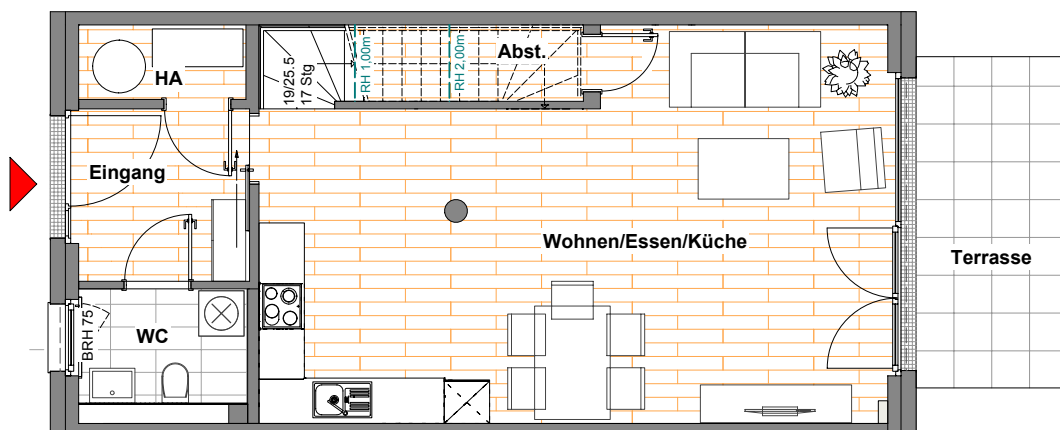 HA
19/25.5
17 Stg
RH 1,00m
RH 2,00m
Abst.
Eingang
Wohnen/Essen/Küche
Terrasse
BRH 75
WC